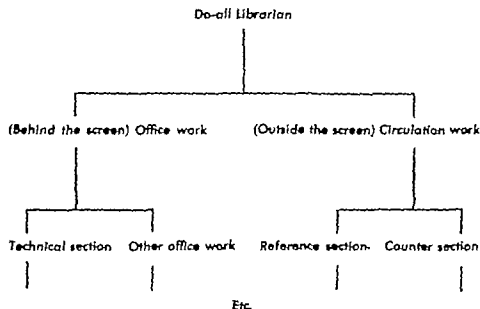 Do-all Librarian
(Behind the screen) Office work (Outside the screen) Circulation work
Technical section Other office work Reference section- Counter section
Etc.